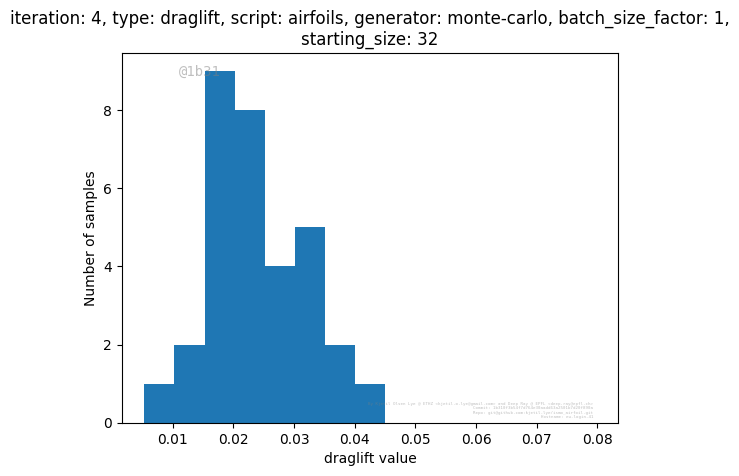 iteration: 4, type: draglift, script: airfoils, generator: monte-carlo, batch_size_factor: 1,
starting_size: 32
@1b31
8
6
4
2
0
Number of samples
0.01 0.02 0.03 0.04 0.05 0.06 0.07 0.08
draglift value